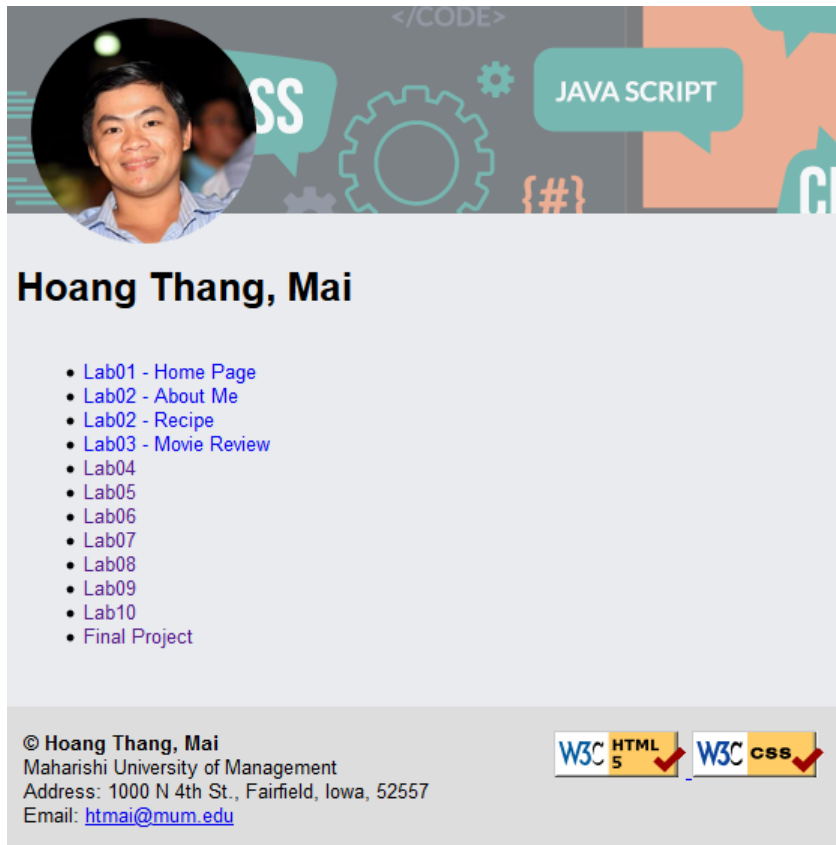 </CODE>
SS
JAVA SCRIPT
{#}
Hoang Thang, Mai
Lab01 - Home Page
Lab02 - About Me
Lab02 - Recipe
Lab03 - Movie Review
Lab04
Lab05
Lab06
Lab07
Lab08
Lab09
Lab10
Final Project
© Hoang Thang, Mai
Maharishi University of Management
Address: 1000 N 4th St., Fairfield, Iowa, 52557
Email: htmai@mum.edu
W3C HTML 5
W3C css